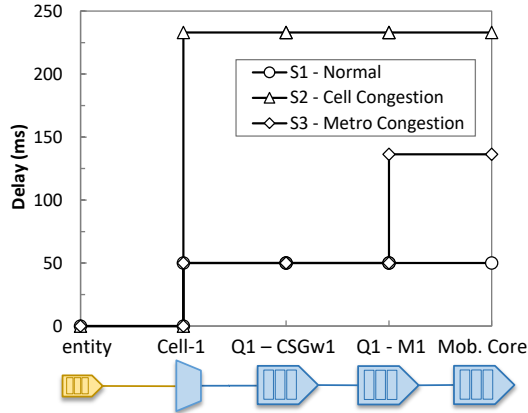 250
200
150
100
50
0
Delay (ms)
S1 - Normal
S2 - Cell Congestion
S3 - Metro Congestion
entity Cell-1 Q1 – CSGw1 Q1 - M1 Mob. Core